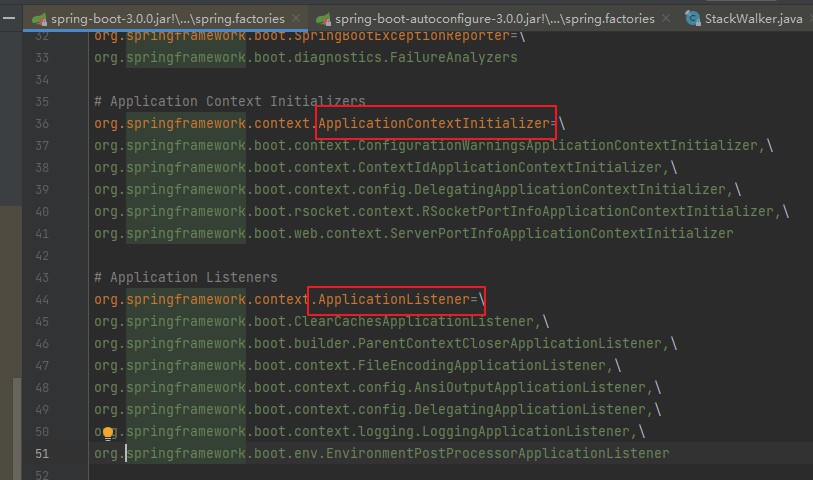 spring-boot-3.0.0.jar!\...\spring.factories
spring-boot-autoconfigure-3.0.0.jar!\...\spring.factories
StackWalker.java
32 org.springframework.boot.SpringBootExceptionReporter=\
33 org.springframework.boot.diagnostics.FailureAnalyzers
34
35 # Application Context Initializers
36 org.springframework.context.ApplicationContextInitializer=\
37 org.springframework.boot.context.ConfigurationWarningsApplicationContextInitializer,\
38 org.springframework.boot.context.ContextIdApplicationContextInitializer,\
39 org.springframework.boot.context.config.DelegatingApplicationContextInitializer,\
40 org.springframework.boot.rsocket.context.RSocketPortInfoApplicationContextInitializer,\
41 org.springframework.boot.web.context.ServerPortInfoApplicationContextInitializer
42
43 # Application Listeners
44 org.springframework.context.ApplicationListener=\
45 org.springframework.boot.ClearCachesApplicationListener,\
46 org.springframework.boot.builder.ParentContextCloserApplicationListener,\
47 org.springframework.boot.context.FileEncodingApplicationListener,\
48 org.springframework.boot.context.config.AnsiOutputApplicationListener,\
49 org.springframework.boot.context.config.DelegatingApplicationListener,\
50 org.springframework.boot.context.logging.LoggingApplicationListener,\
51 org.springframework.boot.env.EnvironmentPostProcessorApplicationListener
52